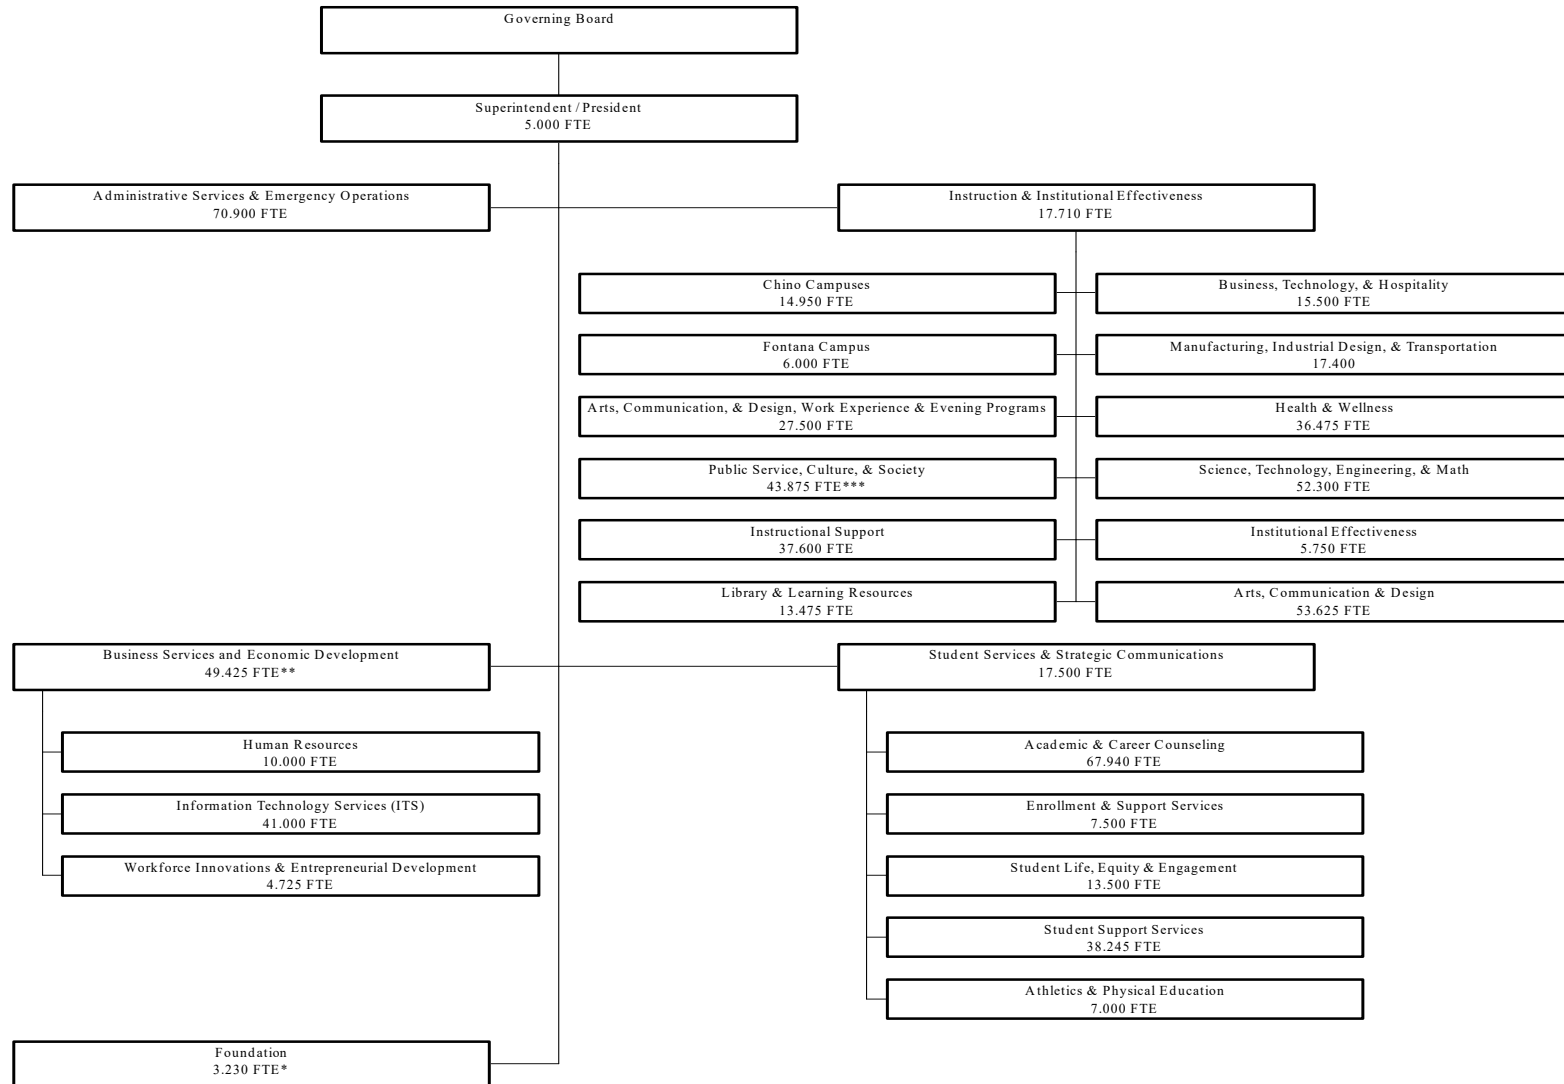 Governing Board
Superintendent / President
5.000 FTE
Administrative Services & Emergency Operations
70.900 FTE
Instruction & Institutional Effectiveness
17.710 FTE
Chino Campuses
14.950 FTE
Business, Technology, & Hospitality
15.500 FTE
Fontana Campus
6.000 FTE
Manufacturing, Industrial Design, & Transportation
17.400
Arts, Communication, & Design, Work Experience & Evening Programs
27.500 FTE
Health & Wellness
36.475 FTE
Public Service, Culture, & Society
43.875 FTE***
Science, Technology, Engineering, & Math
52.300 FTE
Instructional Support
37.600 FTE
Institutional Effectiveness
5.750 FTE
Library & Learning Resources
13.475 FTE
Arts, Communication & Design
53.625 FTE
Business Services and Economic Development
49.425 FTE**
Student Services & Strategic Communications
17.500 FTE
Human Resources
10.000 FTE
Information Technology Services (ITS)
41.000 FTE
Workforce Innovations & Entrepreneurial Development
4.725 FTE
Academic & Career Counseling
67.940 FTE
Enrollment & Support Services
7.500 FTE
Student Life, Equity & Engagement
13.500 FTE
Student Support Services
38.245 FTE
Athletics & Physical Education
7.000 FTE
Foundation
3.230 FTE*